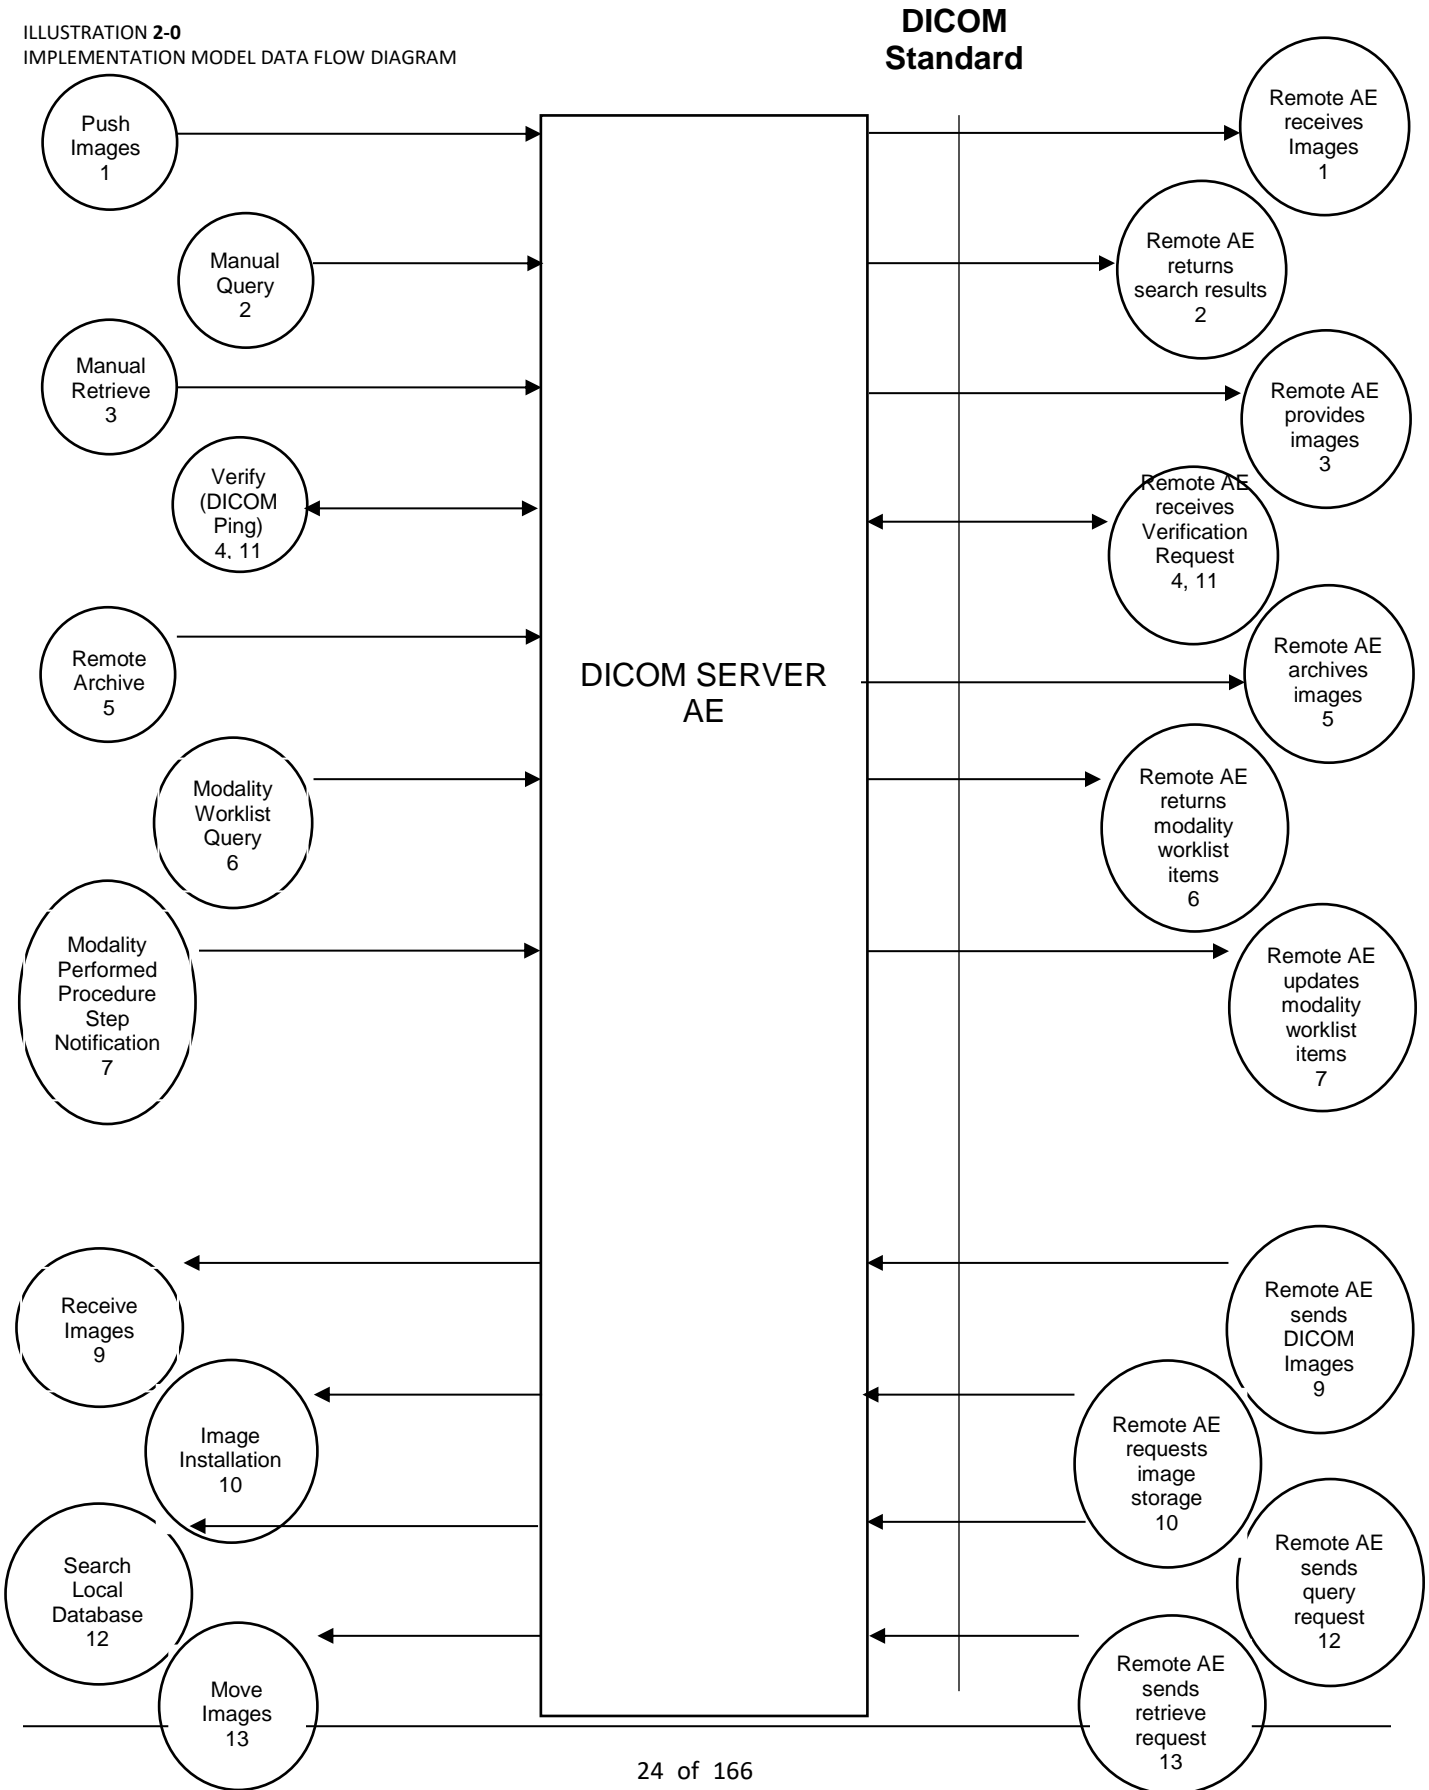 ILLUSTRATION 2-0
IMPLEMENTATION MODEL DATA FLOW DIAGRAM
DICOM
Standard
Push
Images
1
Remote AE
receives
Images
1
Manual
Query
2
Remote AE
returns
search results
2
Manual
Retrieve
3
Remote AE
provides
images
3
Verify
(DICOM
Ping)
4, 11
Remote AE
receives
Verification
Request
4, 11
Remote
Archive
5
DICOM SERVER
AE
Remote AE
archives
images
5
Modality
Worklist
Query
6
Remote AE
returns
modality
worklist
items
6
Modality
Performed
Procedure
Step
Notification
7
Remote AE
updates
modality
worklist
items
7
Receive
Images
9
Remote AE
sends
DICOM
Images
9
Image
Installation
10
Remote AE
requests
image
storage
10
Search
Local
Database
12
Remote AE
sends
query
request
12
Move
Images
13
Remote AE
sends
retrieve
request
13
24 of 166